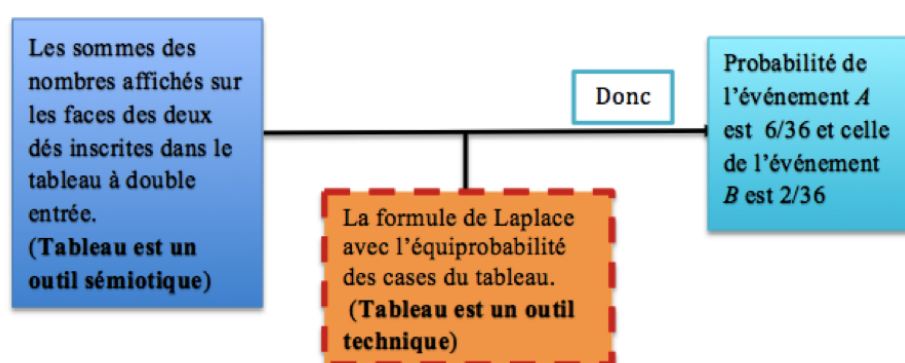 Les sommes des
nombres affichés sur
les faces des deux
dés inscrites dans le
tableau à double
entrée.
(Tableau est un
outil sémiotique)
Donc
Probabilité de
l’événement A
est 6/36 et celle
de l’événement
B est 2/36
La formule de Laplace
avec l’équiprobabilité
des cases du tableau.
(Tableau est un outil
technique)